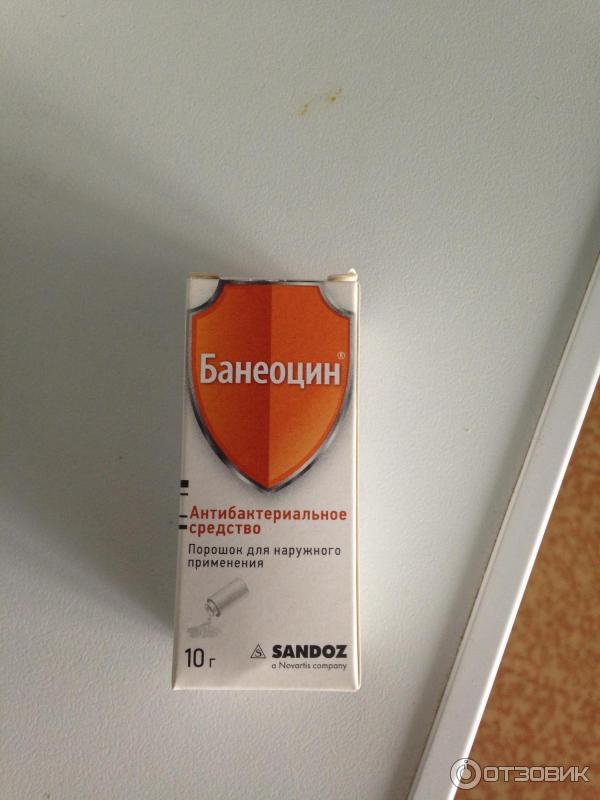 Банеоцин®
Антибактериальное
средство
Порошок для наружного
применения
10 г
S SANDOZ
a Novartis company
ОТЗОВИК